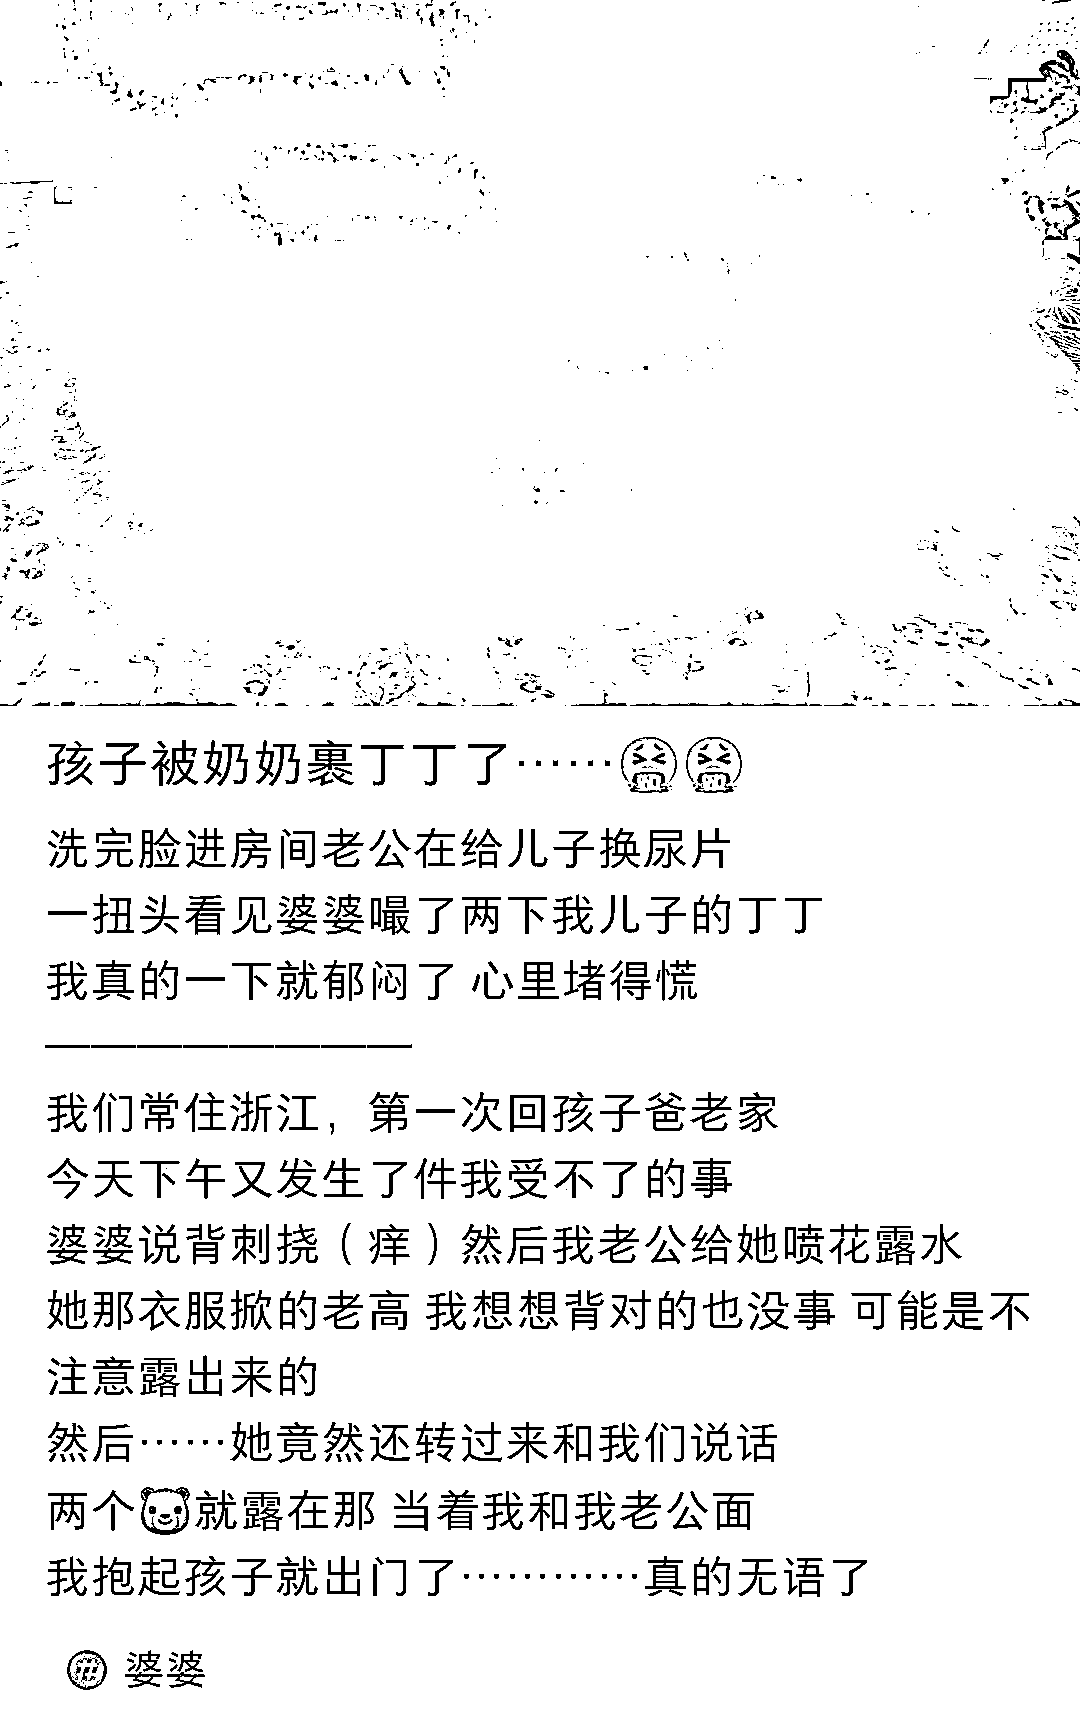 孩子被奶奶裹丁丁了……🤮🤮
洗完脸进房间老公在给儿子换尿片
一扭头看见婆婆嘬了两下我儿子的丁丁
我真的一下就郁闷了 心里堵得慌
————————
我们常住浙江，第一次回孩子爸老家
今天下午又发生了件我受不了的事
婆婆说背刺挠（痒）然后我老公给她喷花露水
她那衣服掀的老高 我想想背对的也没事 可能是不
注意露出来的
然后……她竟然还转过来和我们说话
两个🐻就露在那 当着我和我老公面
我抱起孩子就出门了…………真的无语了
婆婆